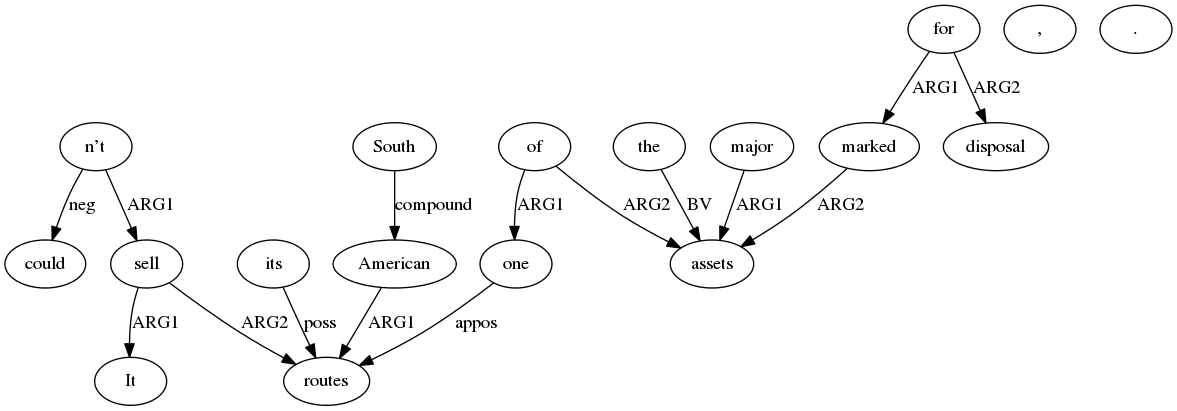 for , .
ARG1 ARG2
n't South of the major marked disposal
neg ARG1 compound ARG1 ARG2 BV ARG1 ARG2
could sell its American one assets
ARG1 ARG2 poss ARG1 appos
It routes